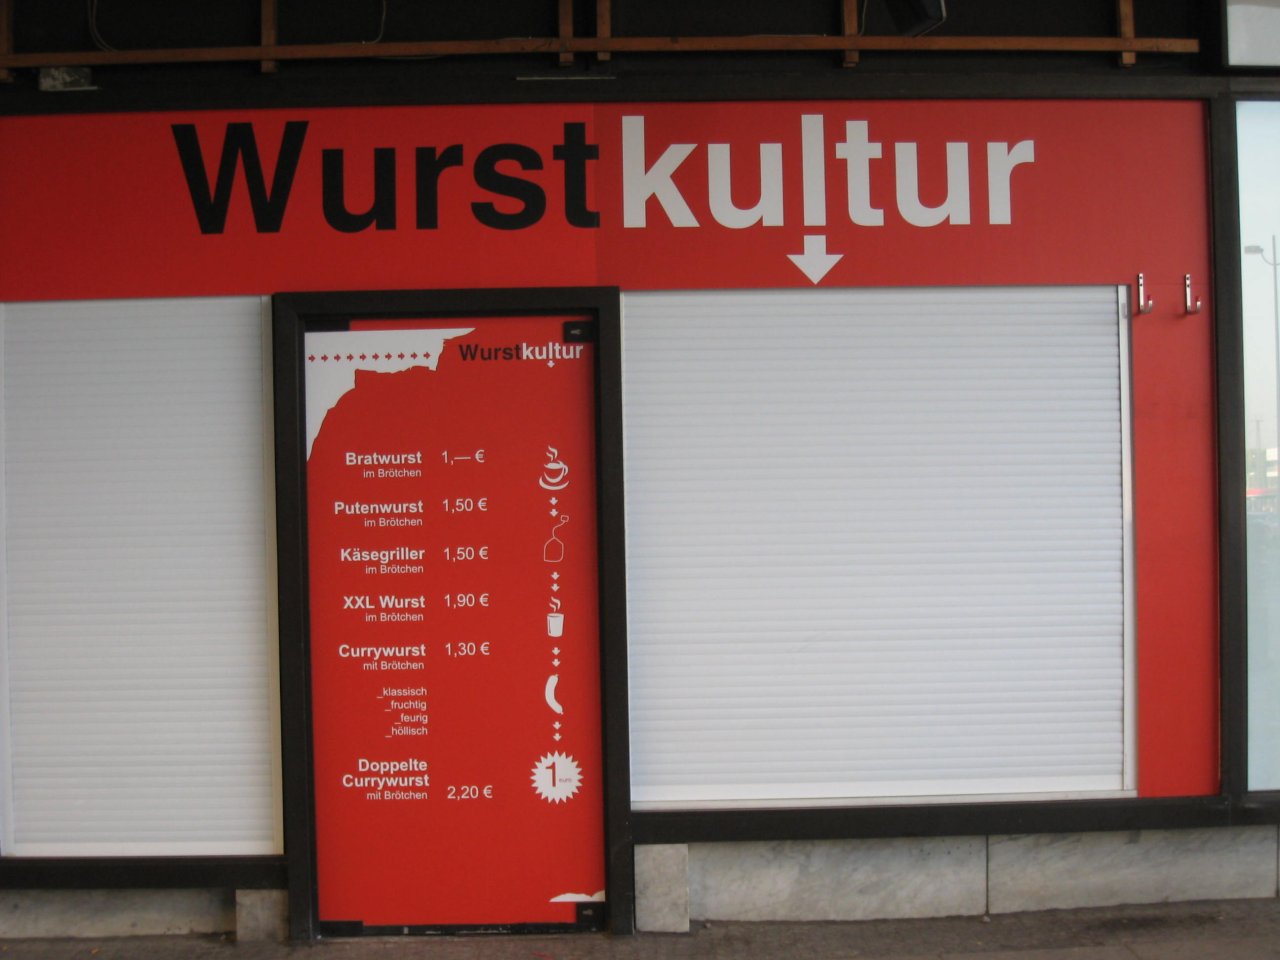 Wurstkultur
Wurstkultur
Bratwurst 1,— €
im Brötchen
Putenwurst 1,50 €
im Brötchen
Käsegriller 1,50 €
im Brötchen
XXL Wurst 1,90 €
im Brötchen
Currywurst 1,30 €
mit Brötchen
_klassisch
_fruchtig
_feurig
_höllisch
Doppelte
Currywurst
mit Brötchen 2,20 €
1 euro